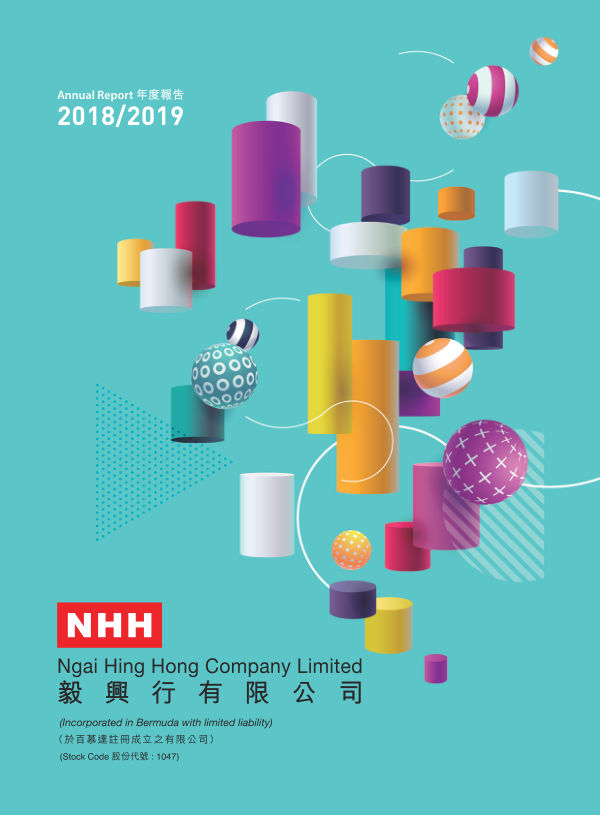 Annual Report 年度報告
2018/2019
NHH
Ngai Hing Hong Company Limited
毅興行有限公司
(Incorporated in Bermuda with limited liability)
（於百慕達註冊成立之有限公司）
(Stock Code 股份代號 : 1047)